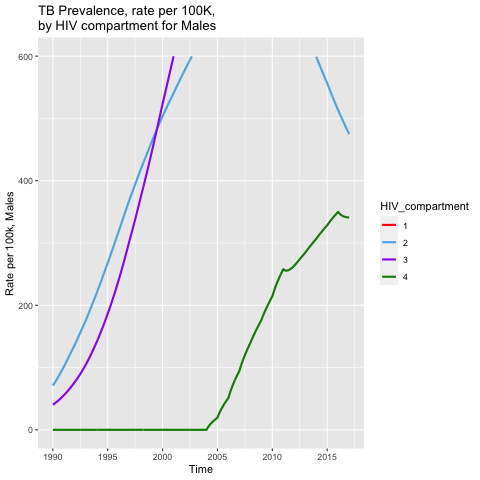 TB Prevalence, rate per 100K,
by HIV compartment for Males
600
400
200
0
Rate per 100k, Males
1990
1995
2000
2005
2010
2015
Time
HIV_compartment
1
2
3
4